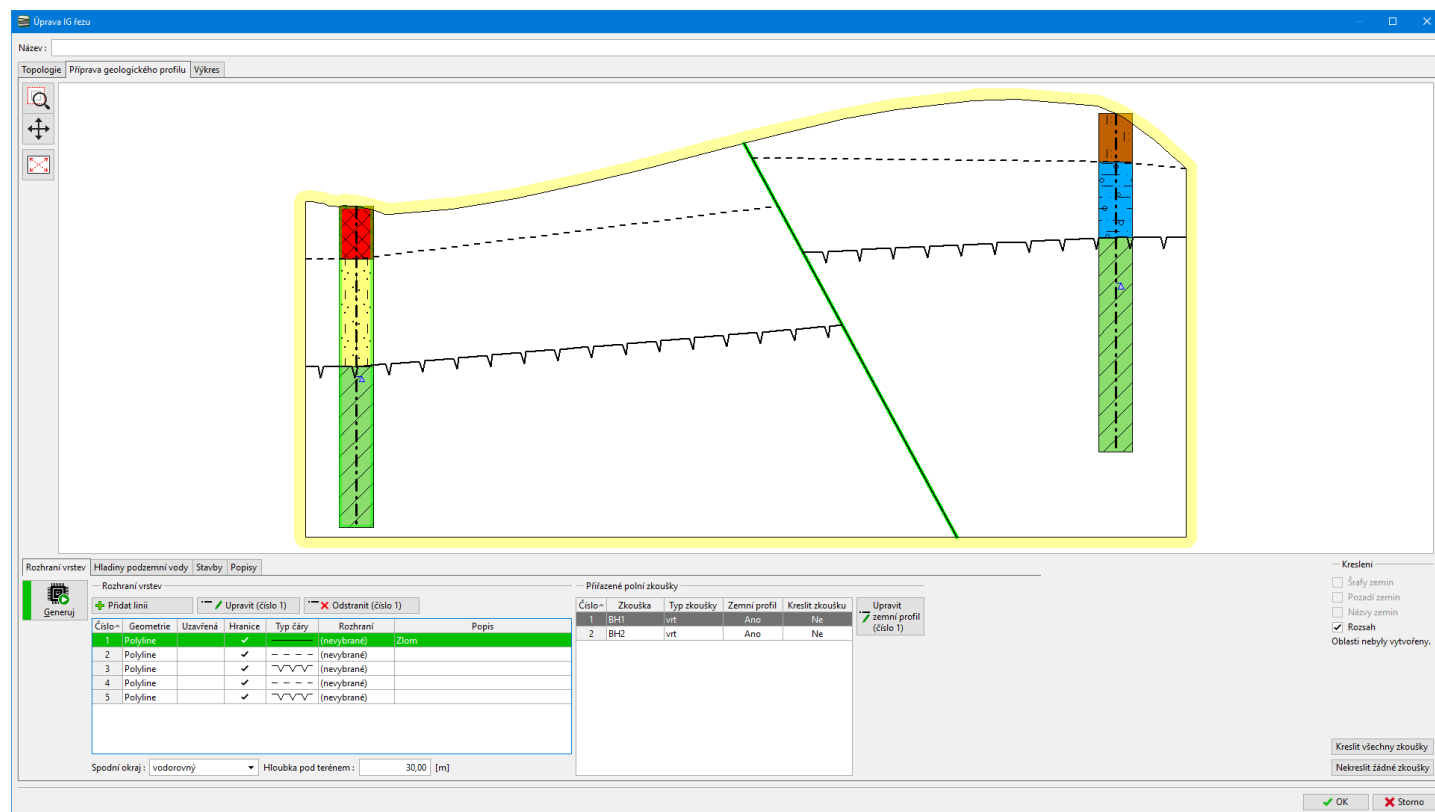 Úprava IG řezu
Název :
Topologie Příprava geologického profilu Výkres
Rozhraní vrstev Hladiny podzemní vody Stavby Popisy
Generuj
Rozhraní vrstev
Přidat linii Upravit (číslo 1) Odstranit (číslo 1)
Číslo Geometrie Uzavřená Hranice Typ čáry Rozhraní Popis
1 Polyline (nevybrané) Zlom
2 Polyline (nevybrané)
3 Polyline (nevybrané)
4 Polyline (nevybrané)
5 Polyline (nevybrané)
Spodní okraj : vodorovný Hloubka pod terénem : 30,00 [m]
Přiřazené polní zkoušky
Číslo Zkouška Typ zkoušky Zemní profil Kreslit zkoušku
1 BH1 vrt Ano Ne
2 BH2 vrt Ano Ne
Upravit
zemní profil
(číslo 1)
Kreslení
Šrafy zemin
Pozadí zemin
Názvy zemin
Rozsah
Oblasti nebyly vytvořeny.
Kreslit všechny zkoušky
Nekreslit žádné zkoušky
OK Storno